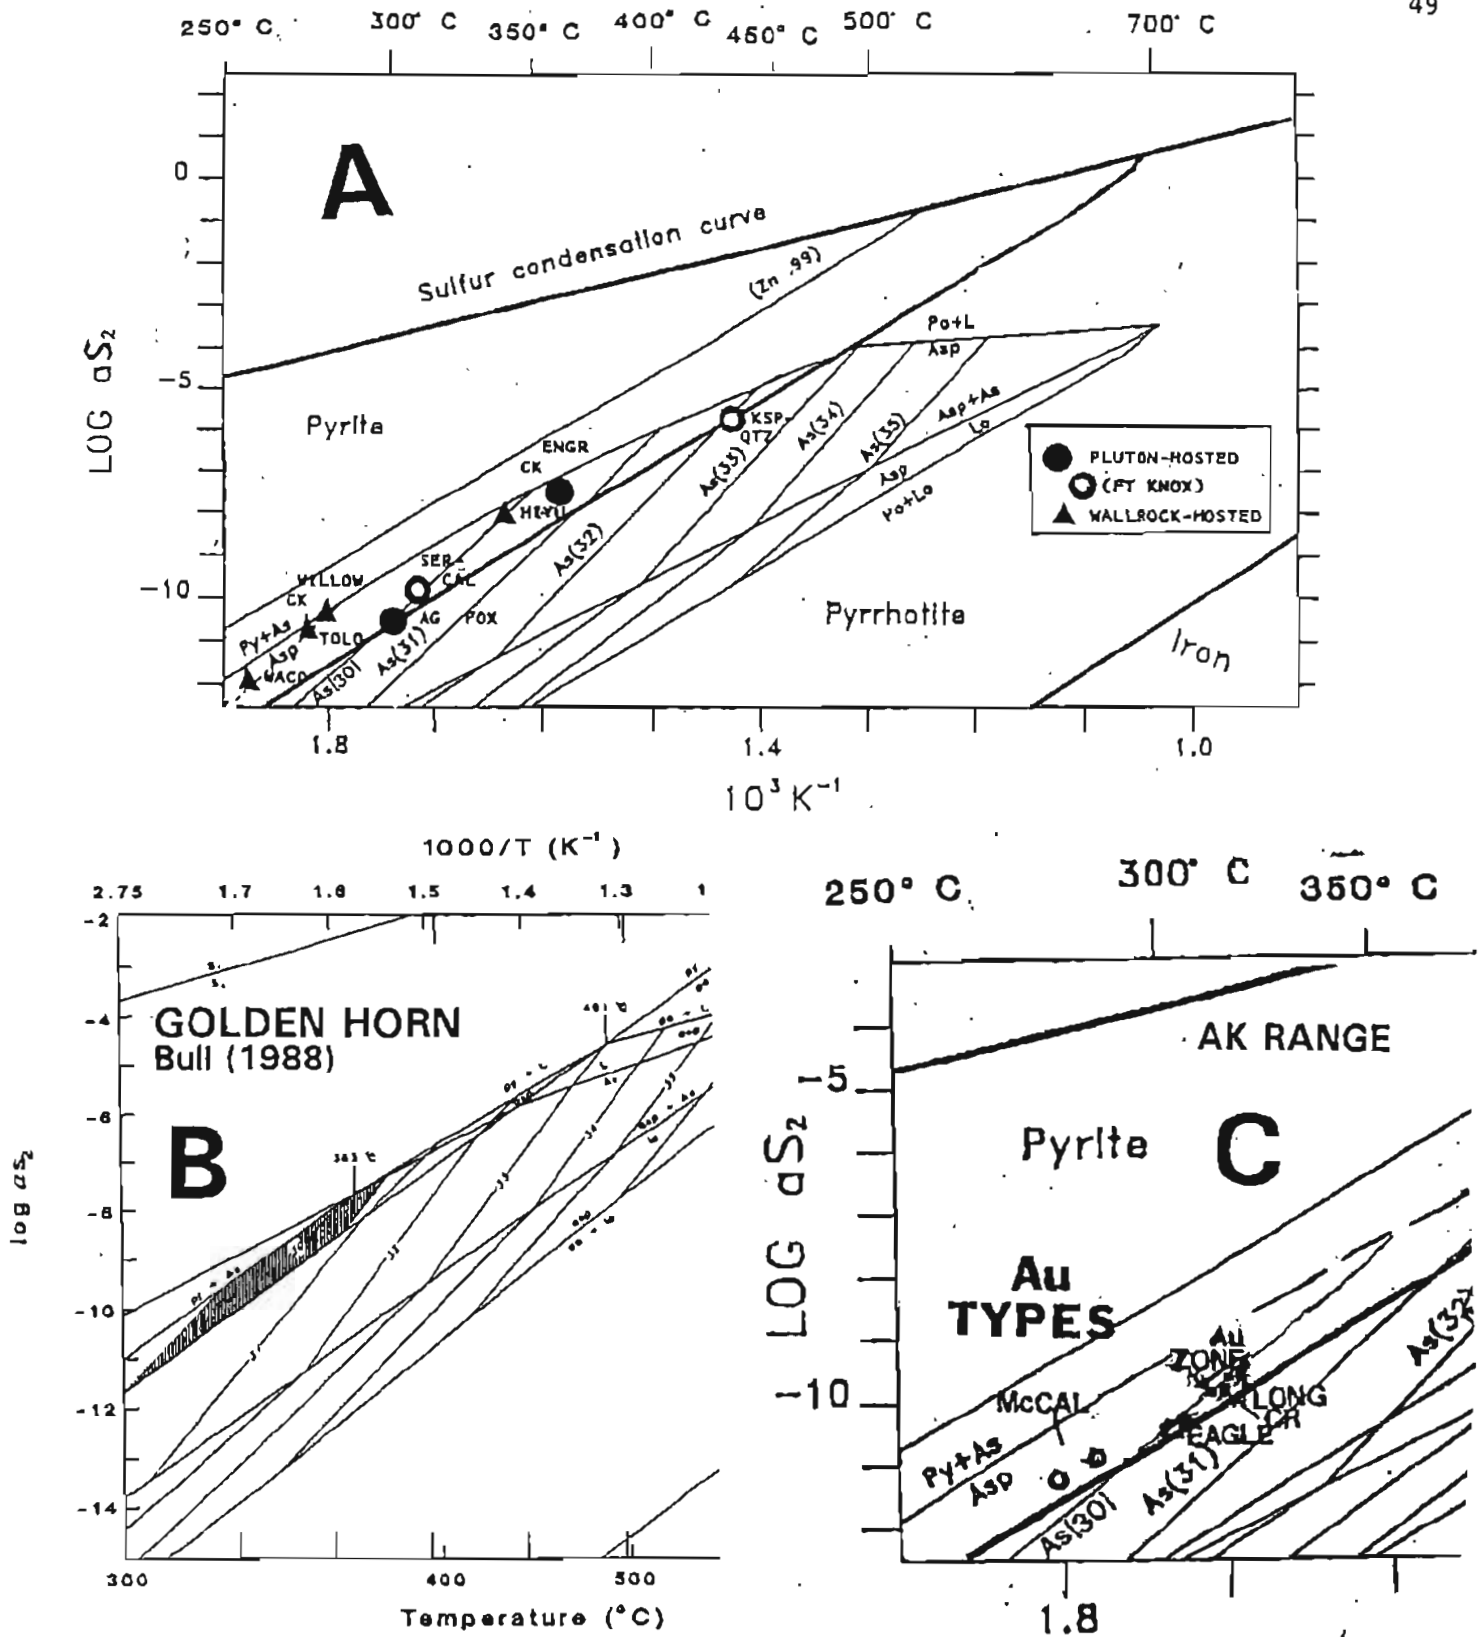 49
250° C 300° C 350° C 400° C 450° C 500° C 700° C
A
0
Sulfur condensation curve
(Zn .99)
LOG aS2
-5
Po+L
Asp
Pyrite
ENGR
CK
KSP-
QTZ
As(34)
As(35)
As(33)
Asp+As
Lo
Asp
Po+Lo
PLUTON-HOSTED
(FT KNOX)
WALLROCK-HOSTED
As(32)
SER-
CAL
-10
WILLOW
CK
AG
POX
Pyrrhotite
Iron
Py+As
Asp
TOLO
As(31)
As(30)
1.8 1.4 1.0
10³ K⁻¹
1000/T (K⁻¹)
2.75 1.7 1.6 1.5 1.4 1.3 1
-2
-4
GOLDEN HORN
Bull (1988)
-6
B
log as2
-8
-10
-12
-14
300 400 500
Temperature (°C)
250° C 300° C 350° C
AK RANGE
-5
Pyrite
C
LOG aS2
Au
TYPES
Au
ZONE
As(32)
-10
McCAL
LONG
CR
EAGLE
Py+As
Asp
As(31)
As(30)
1.8